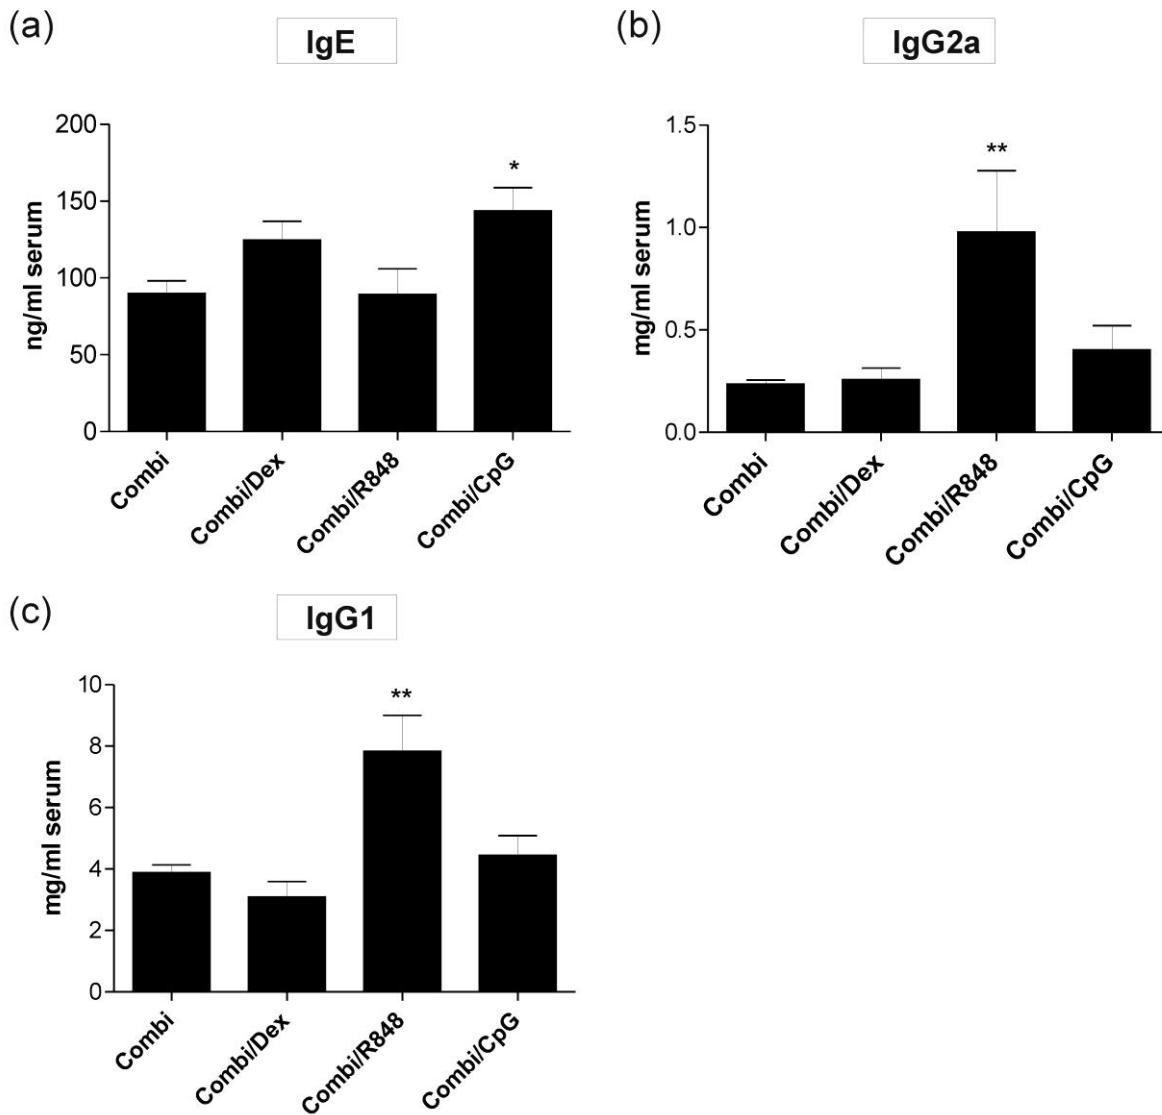 (a)
IgE
ng/ml serum
200
150
100
50
0
*
Combi
Combi/Dex
Combi/R848
Combi/CpG
(b)
IgG2a
mg/ml serum
1.5
1.0
0.5
0.0
**
Combi
Combi/Dex
Combi/R848
Combi/CpG
(c)
IgG1
mg/ml serum
10
8
6
4
2
0
**
Combi
Combi/Dex
Combi/R848
Combi/CpG